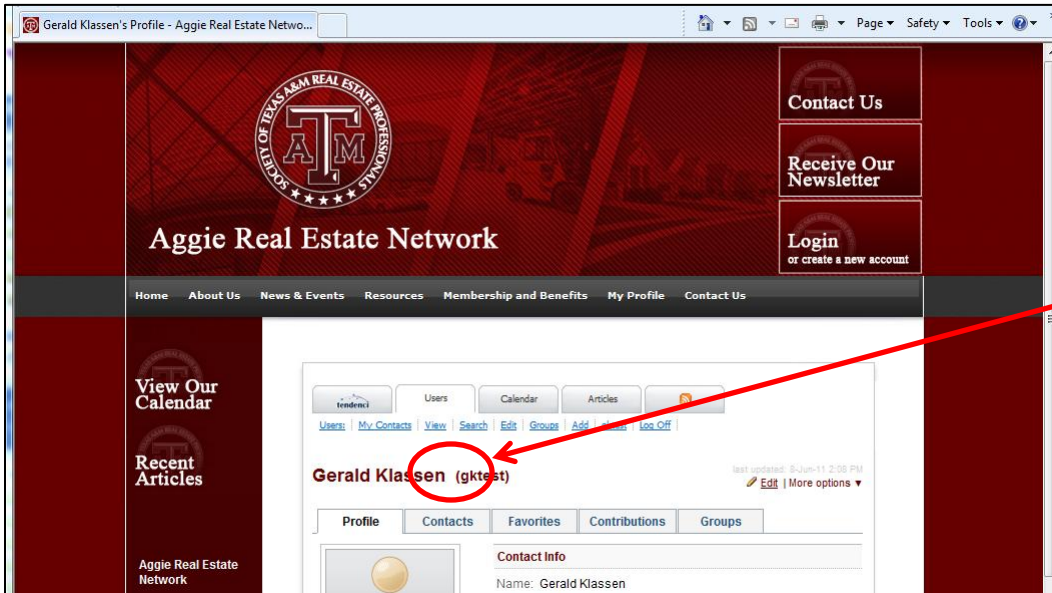 Gerald Klassen's Profile - Aggie Real Estate Netwo...
Page Safety Tools
SOCIETY OF TEXAS A&M REAL ESTATE PROFESSIONALS
ATM
Aggie Real Estate Network
Contact Us
Receive Our
Newsletter
Login
or create a new account
Home About Us News & Events Resources Membership and Benefits My Profile Contact Us
View Our
Calendar
Recent
Articles
Aggie Real Estate
Network
tendenci Users Calendar Articles
Users: My Contacts View Search Edit Groups Add Log Off
Gerald Klassen (gktest)
last updated: 8-Jun-11 2:08 PM
Edit | More options
Profile Contacts Favorites Contributions Groups
Contact Info
Name: Gerald Klassen